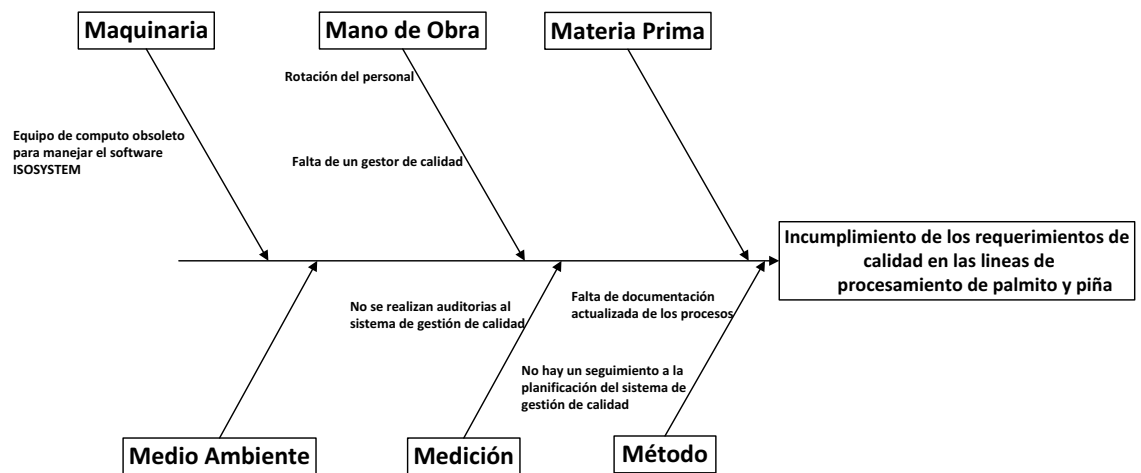 Maquinaria
Mano de Obra
Materia Prima
Rotación del personal
Equipo de computo obsoleto
para manejar el software
ISOSYSTEM
Falta de un gestor de calidad
Incumplimiento de los requerimientos de
calidad en las lineas de
procesamiento de palmito y piña
No se realizan auditorias al
sistema de gestión de calidad
Falta de documentación
actualizada de los procesos
No hay un seguimiento a la
planificación del sistema de
gestión de calidad
Medio Ambiente
Medición
Método